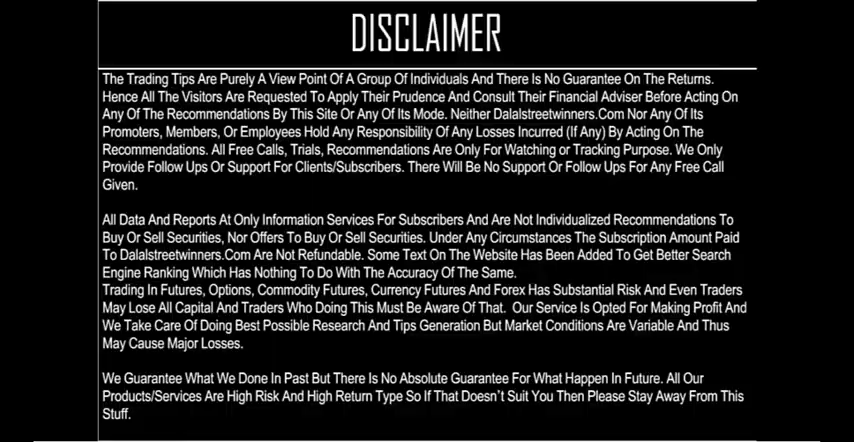 DISCLAIMER
The Trading Tips Are Purely A View Point Of A Group Of Individuals And There Is No Guarantee On The Returns.
Hence All The Visitors Are Requested To Apply Their Prudence And Consult Their Financial Adviser Before Acting On
Any Of The Recommendations By This Site Or Any Of Its Mode. Neither Dalalstreetwinners.Com Nor Any Of Its
Promoters, Members, Or Employees Hold Any Responsibility Of Any Losses Incurred (If Any) By Acting On The
Recommendations. All Free Calls, Trials, Recommendations Are Only For Watching or Tracking Purpose. We Only
Provide Follow Ups Or Support For Clients/Subscribers. There Will Be No Support Or Follow Ups For Any Free Call
Given.
All Data And Reports At Only Information Services For Subscribers And Are Not Individualized Recommendations To
Buy Or Sell Securities, Nor Offers To Buy Or Sell Securities. Under Any Circumstances The Subscription Amount Paid
To Dalalstreetwinners.Com Are Not Refundable. Some Text On The Website Has Been Added To Get Better Search
Engine Ranking Which Has Nothing To Do With The Accuracy Of The Same.
Trading In Futures, Options, Commodity Futures, Currency Futures And Forex Has Substantial Risk And Even Traders
May Lose All Capital And Traders Who Doing This Must Be Aware Of That. Our Service Is Opted For Making Profit And
We Take Care Of Doing Best Possible Research And Tips Generation But Market Conditions Are Variable And Thus
May Cause Major Losses.
We Guarantee What We Done In Past But There Is No Absolute Guarantee For What Happen In Future. All Our
Products/Services Are High Risk And High Return Type So If That Doesn't Suit You Then Please Stay Away From This
Stuff.